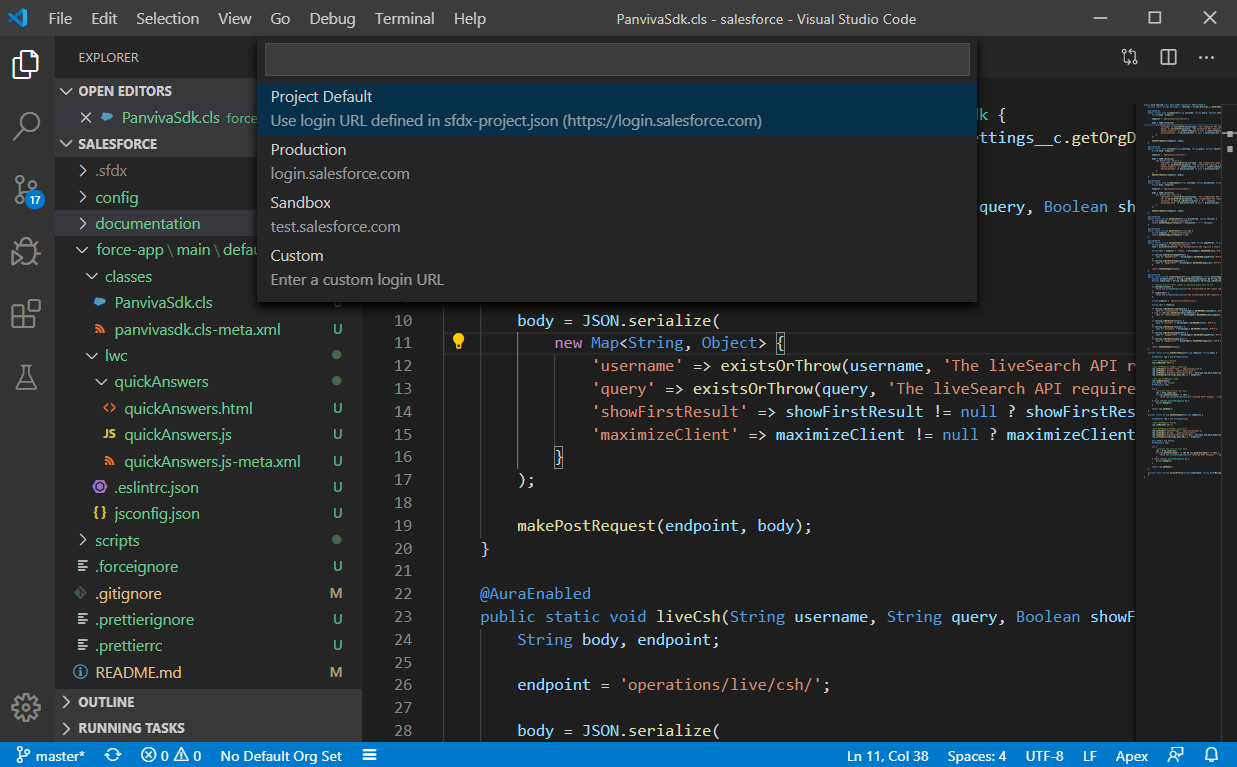 File Edit Selection View Go Debug Terminal Help PanvivaSdk.cls - salesforce - Visual Studio Code
EXPLORER
OPEN EDITORS
PanvivaSdk.cls force
SALESFORCE
.sfdx
config
documentation
force-app \ main \ defau
classes
PanvivaSdk.cls
panvivasdk.cls-meta.xml U
lwc
quickAnswers
quickAnswers.html U
JS quickAnswers.js U
quickAnswers.js-meta.xml U
.eslintrc.json U
{} jsconfig.json U
scripts
.forceignore U
.gitignore M
.prettierignore U
.prettierrc U
README.md M
OUTLINE
RUNNING TASKS
17
Project Default
Use login URL defined in sfdx-project.json (https://login.salesforce.com)
Production
login.salesforce.com
Sandbox
test.salesforce.com
Custom
Enter a custom login URL
dk {
ettings__c.getOrgD
query, Boolean sh
10 body = JSON.serialize(
11 new Map<String, Object> {
12 'username' => existsOrThrow(username, 'The liveSearch API r
13 'query' => existsOrThrow(query, 'The liveSearch API require
14 'showFirstResult' => showFirstResult != null ? showFirstRes
15 'maximizeClient' => maximizeClient != null ? maximizeClient
16 }
17 );
18
19 makePostRequest(endpoint, body);
20 }
21
22 @AuraEnabled
23 public static void liveCsh(String username, String query, Boolean showF
24 String body, endpoint;
25
26 endpoint = 'operations/live/csh/';
27
28 body = JSON.serialize(
master* 0 0 No Default Org Set Ln 11, Col 38 Spaces: 4 UTF-8 LF Apex